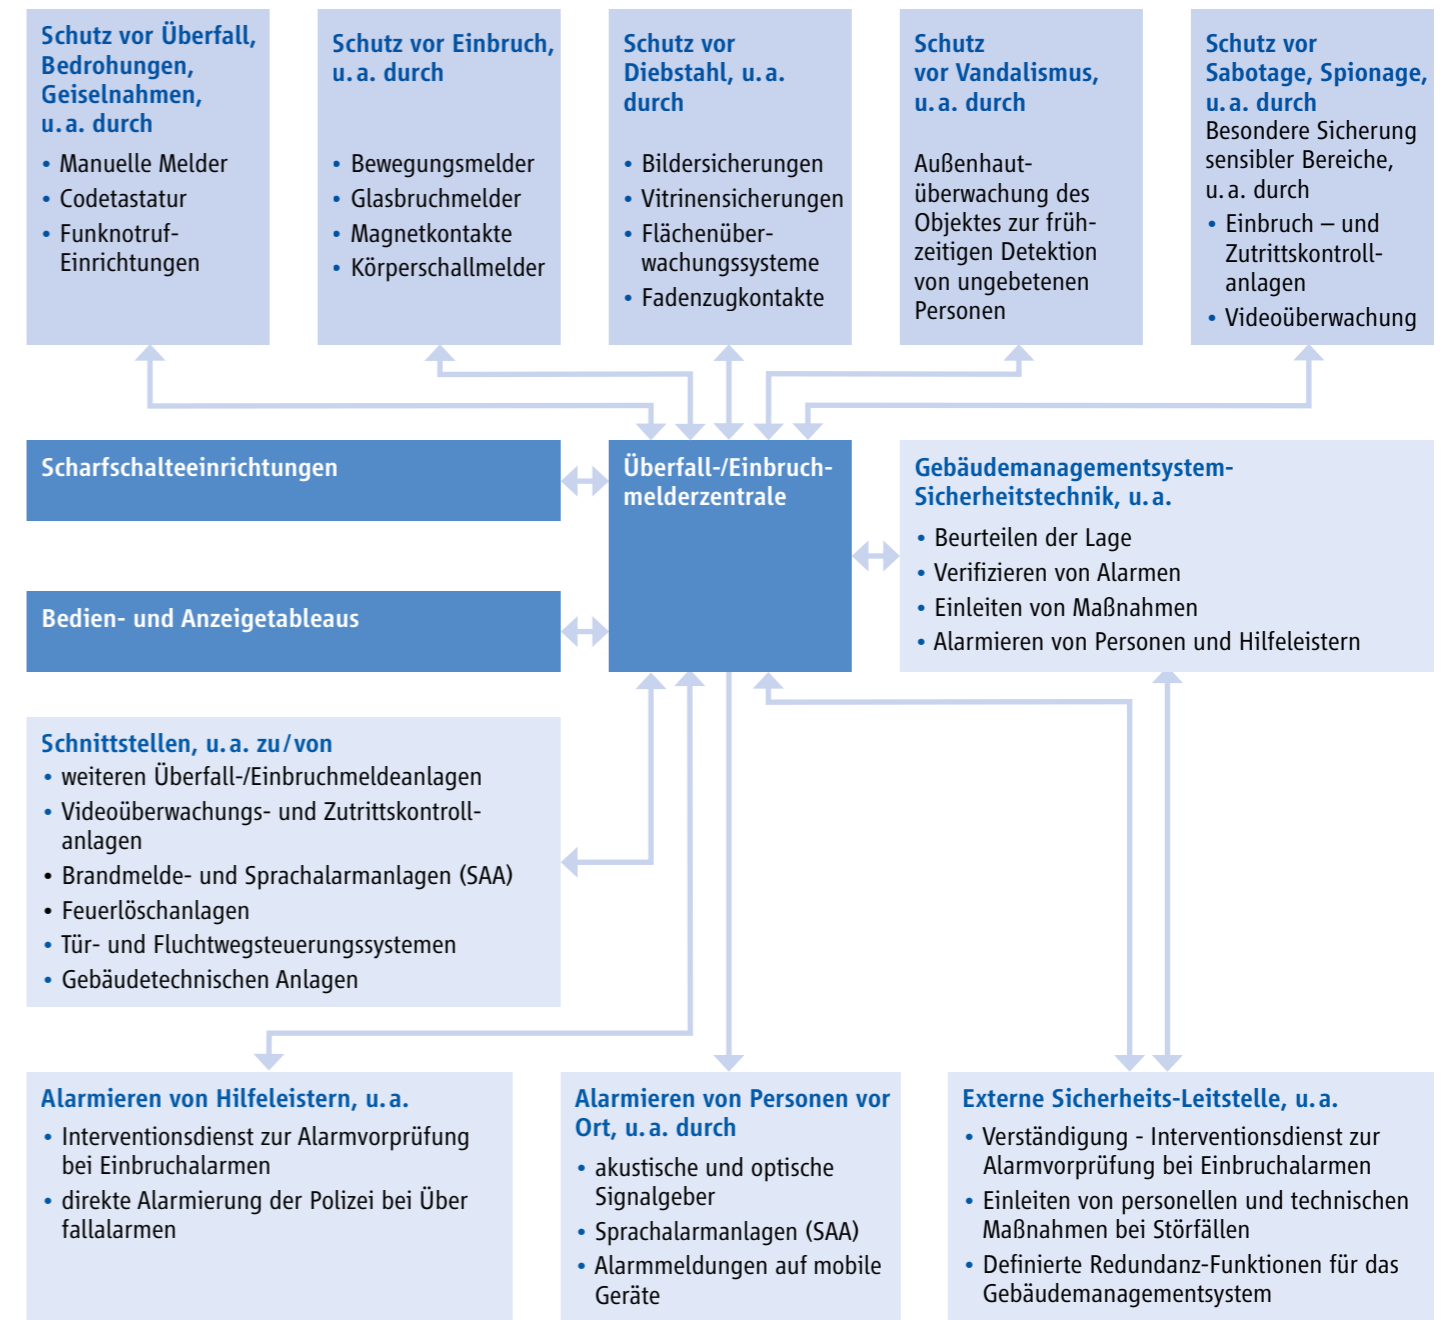 Schutz vor Überfall,
Bedrohungen,
Geiselnahmen,
u. a. durch
• Manuelle Melder
• Codetastatur
• Funknotruf-
Einrichtungen
Schutz vor Einbruch,
u. a. durch
• Bewegungsmelder
• Glasbruchmelder
• Magnetkontakte
• Körperschallmelder
Schutz vor
Diebstahl, u. a.
durch
• Bildersicherungen
• Vitrinensicherungen
• Flächenüber-
wachungssysteme
• Fadenzugkontakte
Schutz
vor Vandalismus,
u. a. durch
Außenhaut-
überwachung des
Objektes zur früh-
zeitigen Detektion
von ungebetenen
Personen
Schutz vor
Sabotage, Spionage,
u. a. durch
Besondere Sicherung
sensibler Bereiche,
u. a. durch
• Einbruch – und
Zutrittskontroll-
anlagen
• Videoüberwachung
Scharfschalteeinrichtungen
Überfall-/Einbruch-
melderzentrale
Gebäudemanagementsystem-
Sicherheitstechnik, u. a.
• Beurteilen der Lage
• Verifizieren von Alarmen
• Einleiten von Maßnahmen
• Alarmieren von Personen und Hilfeleistern
Bedien- und Anzeigetableaus
Schnittstellen, u. a. zu / von
• weiteren Überfall-/Einbruchmeldeanlagen
• Videoüberwachungs- und Zutrittskontroll-
anlagen
• Brandmelde- und Sprachalarmanlagen (SAA)
• Feuerlöschanlagen
• Tür- und Fluchtwegsteuerungssystemen
• Gebäudetechnischen Anlagen
Alarmieren von Hilfeleistern, u. a.
• Interventionsdienst zur Alarmvorprüfung
bei Einbruchalarmen
• direkte Alarmierung der Polizei bei Über
fallalarmen
Alarmieren von Personen vor
Ort, u. a. durch
• akustische und optische
Signalgeber
• Sprachalarmanlagen (SAA)
• Alarmmeldungen auf mobile
Geräte
Externe Sicherheits-Leitstelle, u. a.
• Verständigung - Interventionsdienst zur
Alarmvorprüfung bei Einbruchalarmen
• Einleiten von personellen und technischen
Maßnahmen bei Störfällen
• Definierte Redundanz-Funktionen für das
Gebäudemanagementsystem